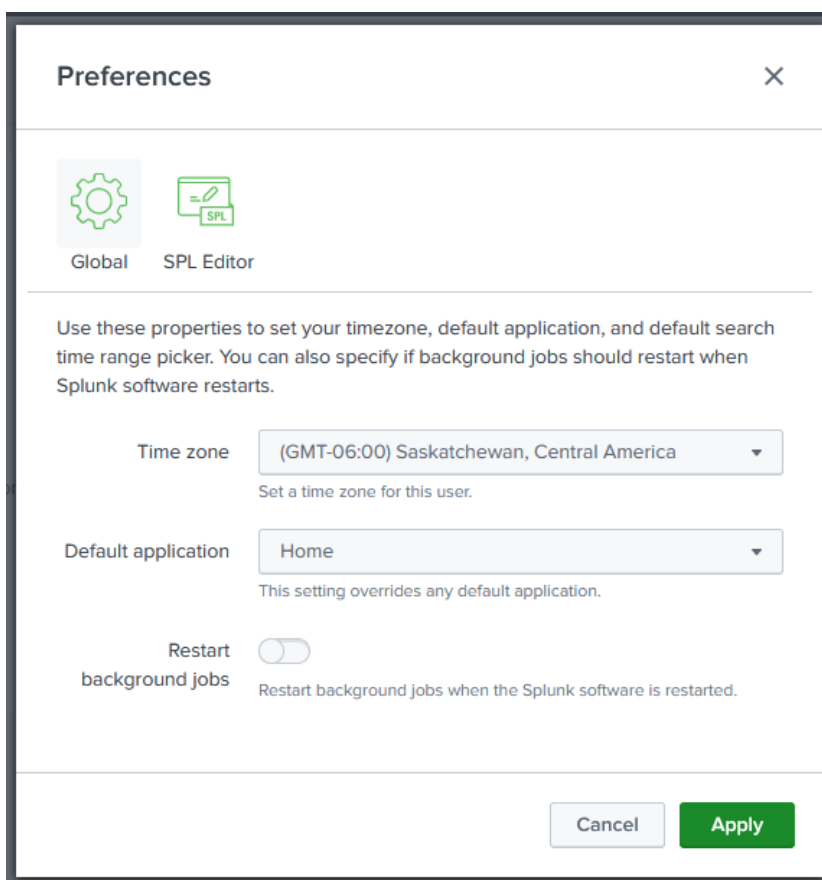 Preferences
SPL
Global
SPL Editor
Use these properties to set your timezone, default application, and default search
time range picker. You can also specify if background jobs should restart when
Splunk software restarts.
Time zone
(GMT-06:00) Saskatchewan, Central America
Set a time zone for this user.
Default application
Home
This setting overrides any default application.
Restart
background jobs
Restart background jobs when the Splunk software is restarted.
Cancel
Apply